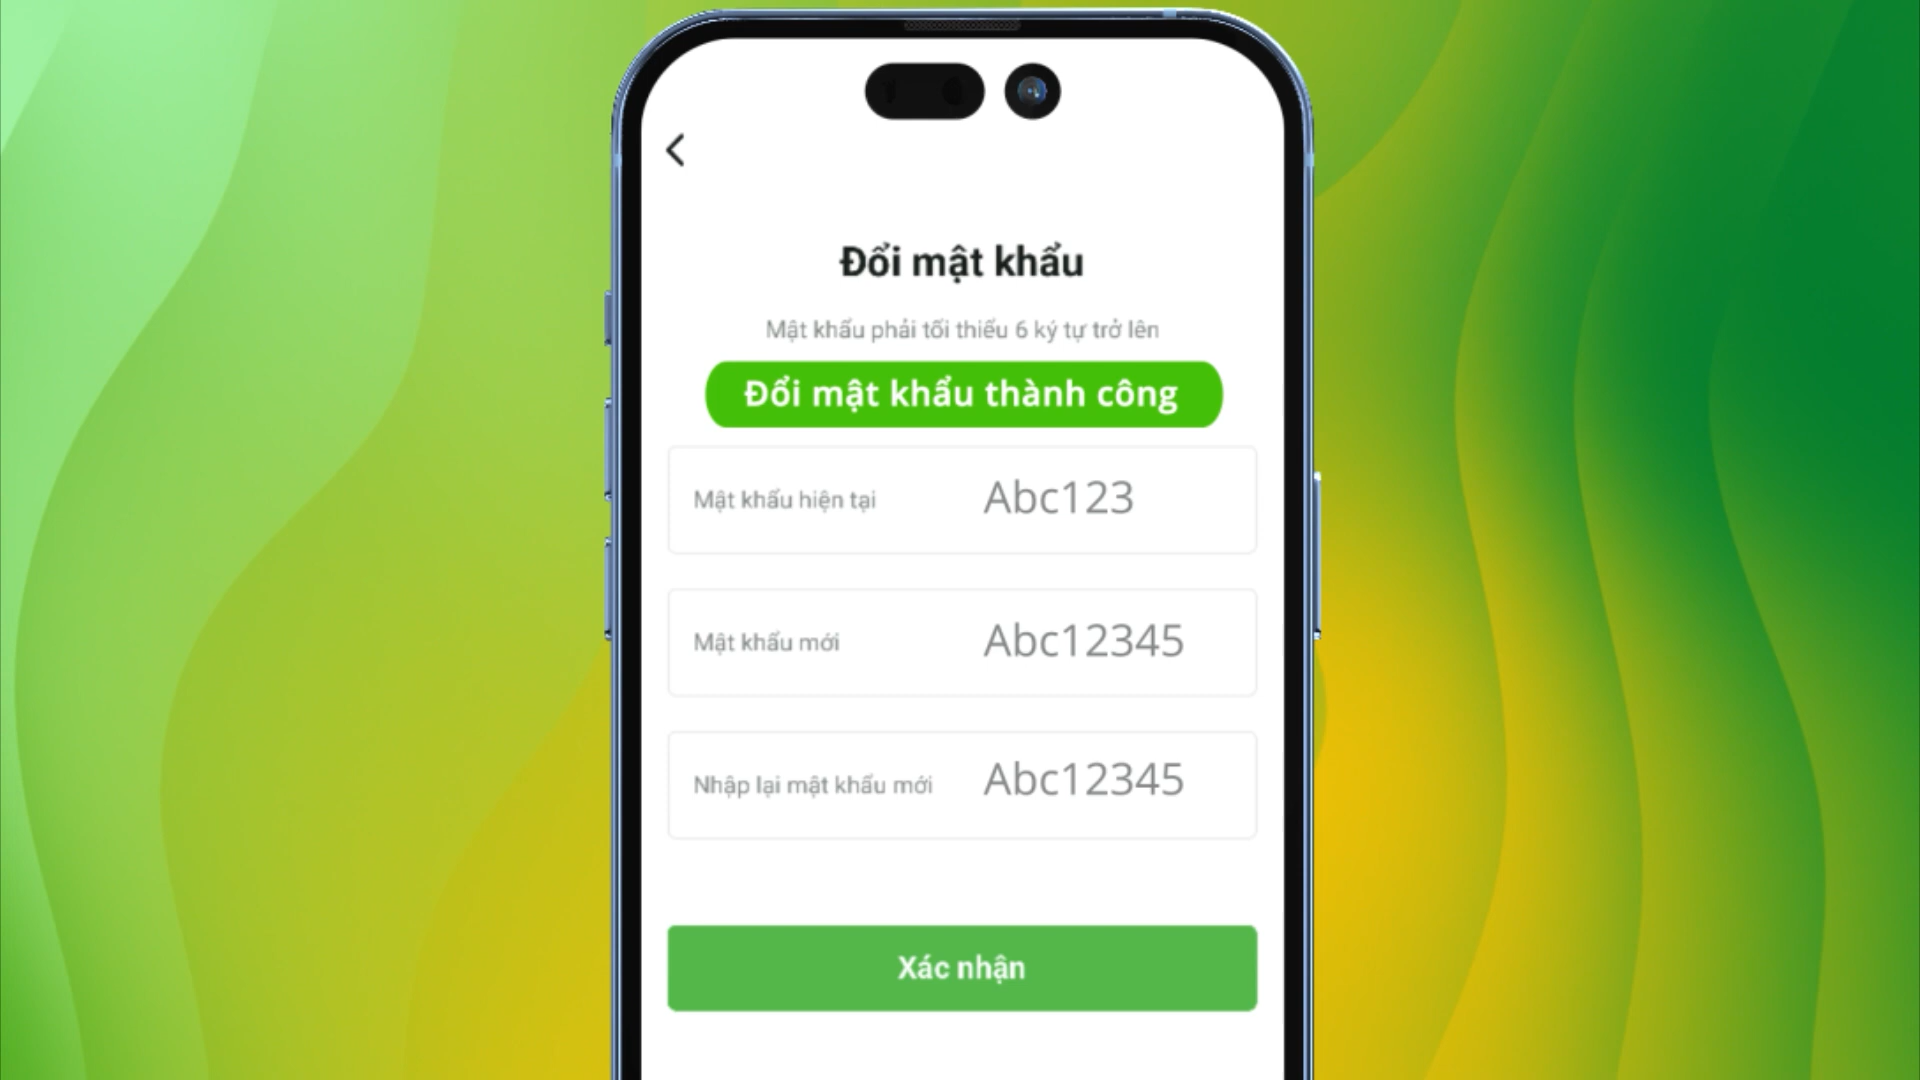 Đổi mật khẩu
Mật khẩu phải tối thiểu 6 ký tự trở lên
Đổi mật khẩu thành công
Mật khẩu hiện tại Abc123
Mật khẩu mới Abc12345
Nhập lại mật khẩu mới Abc12345
Xác nhận